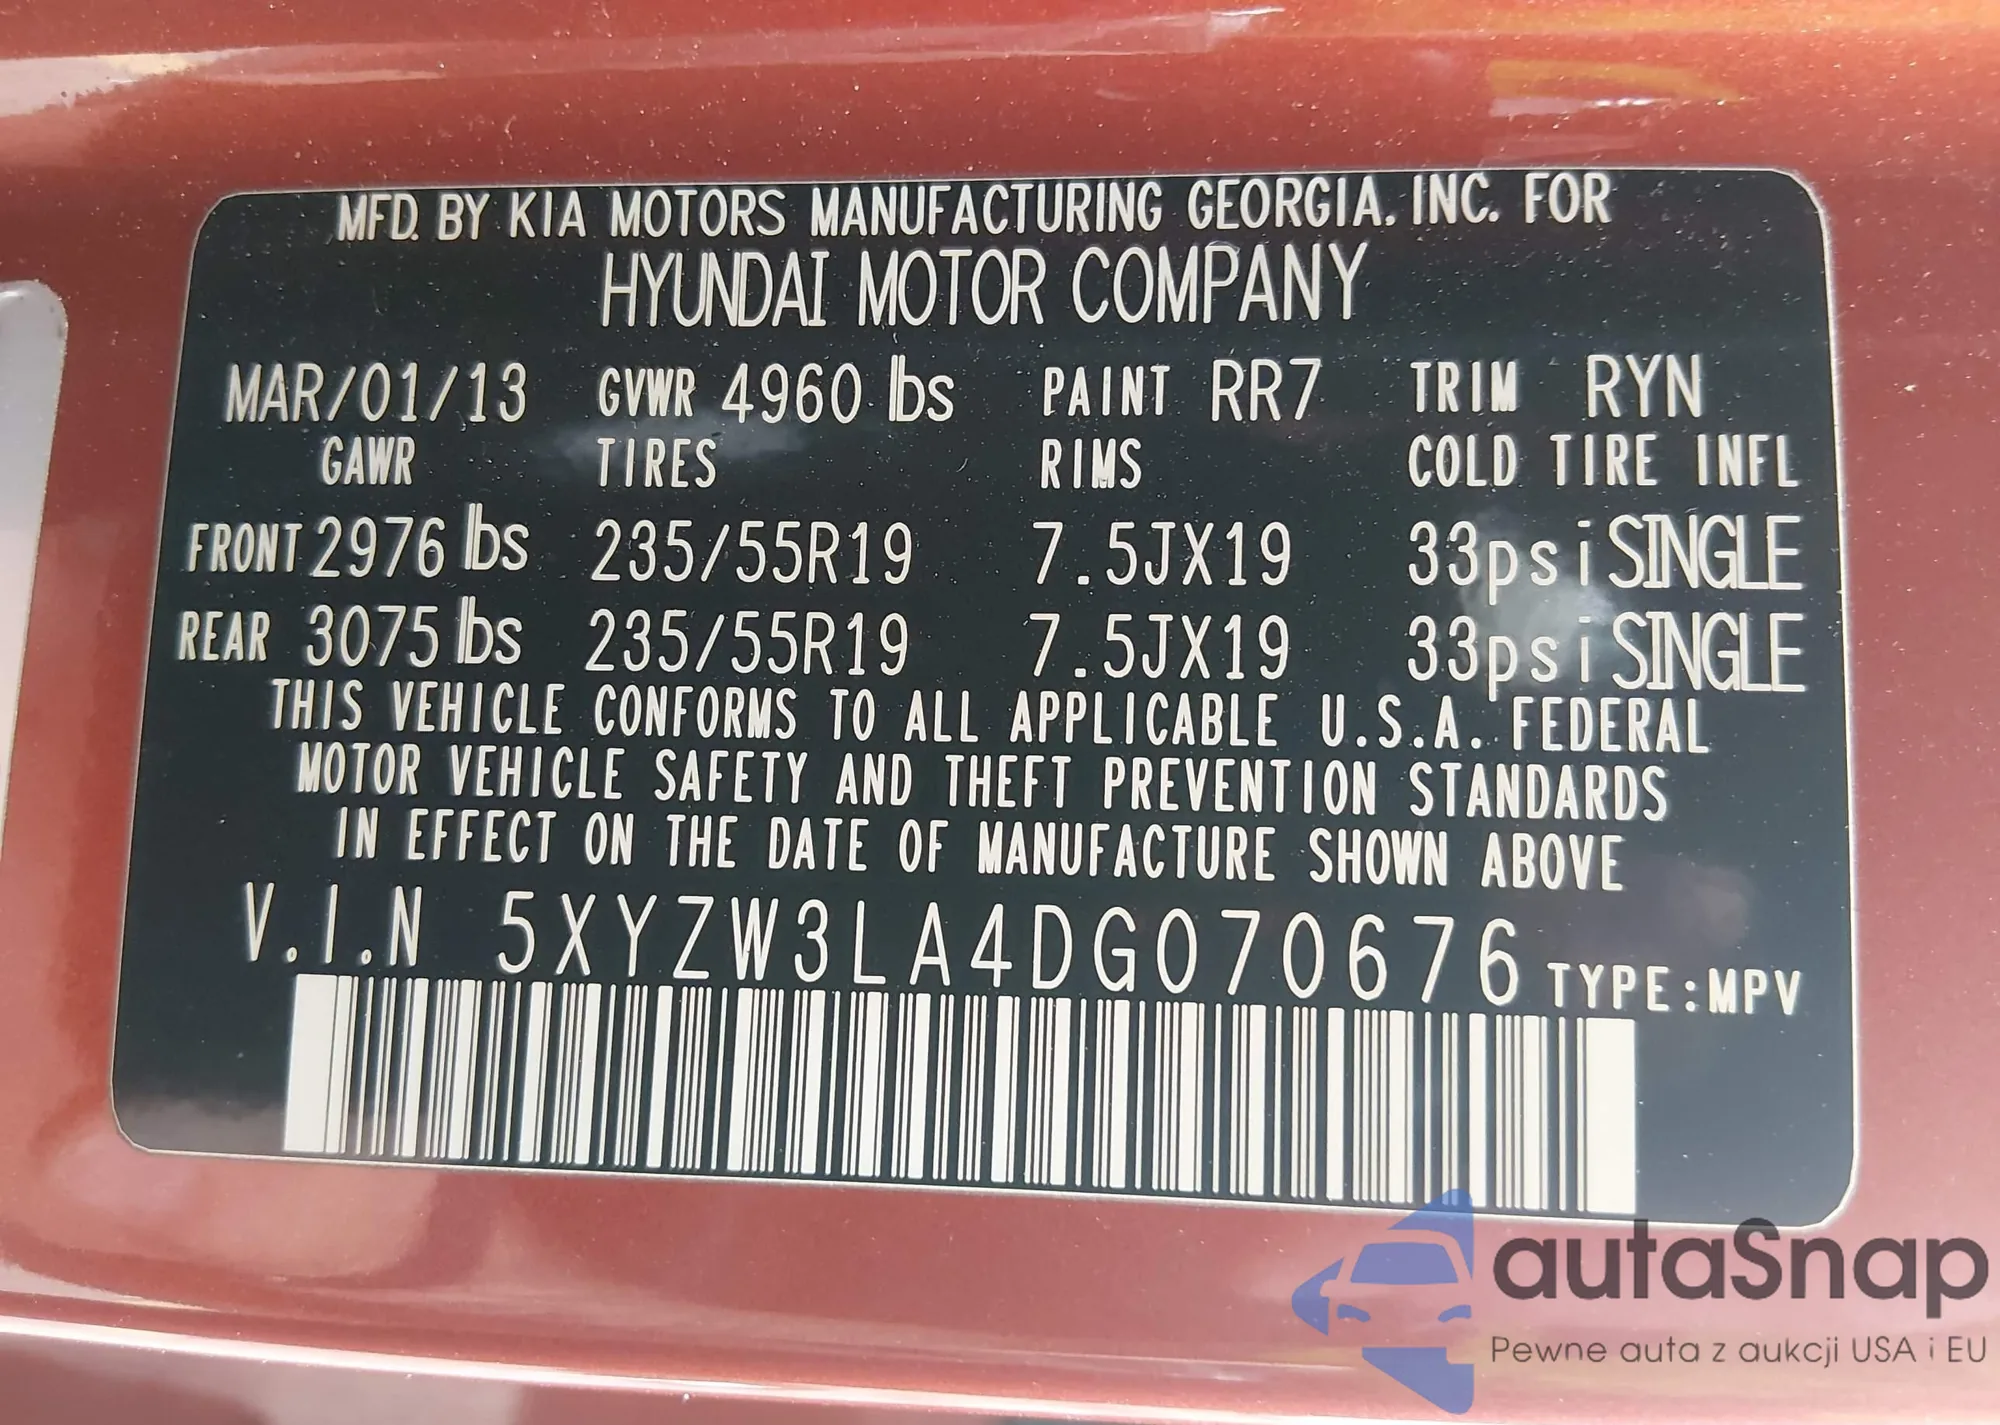 MFD. BY KIA MOTORS MANUFACTURING GEORGIA, INC. FOR
HYUNDAI MOTOR COMPANY
MAR/01/13 GVWR 4960 lbs PAINT RR7 TRIM RYN
GAWR TIRES RIMS COLD TIRE INFL
FRONT 2976 lbs 235/55R19 7.5JX19 33psi SINGLE
REAR 3075 lbs 235/55R19 7.5JX19 33psi SINGLE
THIS VEHICLE CONFORMS TO ALL APPLICABLE U.S.A. FEDERAL
MOTOR VEHICLE SAFETY AND THEFT PREVENTION STANDARDS
IN EFFECT ON THE DATE OF MANUFACTURE SHOWN ABOVE
V.I.N 5XYZW3LA4DG070676 TYPE:MPV
autaSnap
Pewne auta z aukcji USA i EU